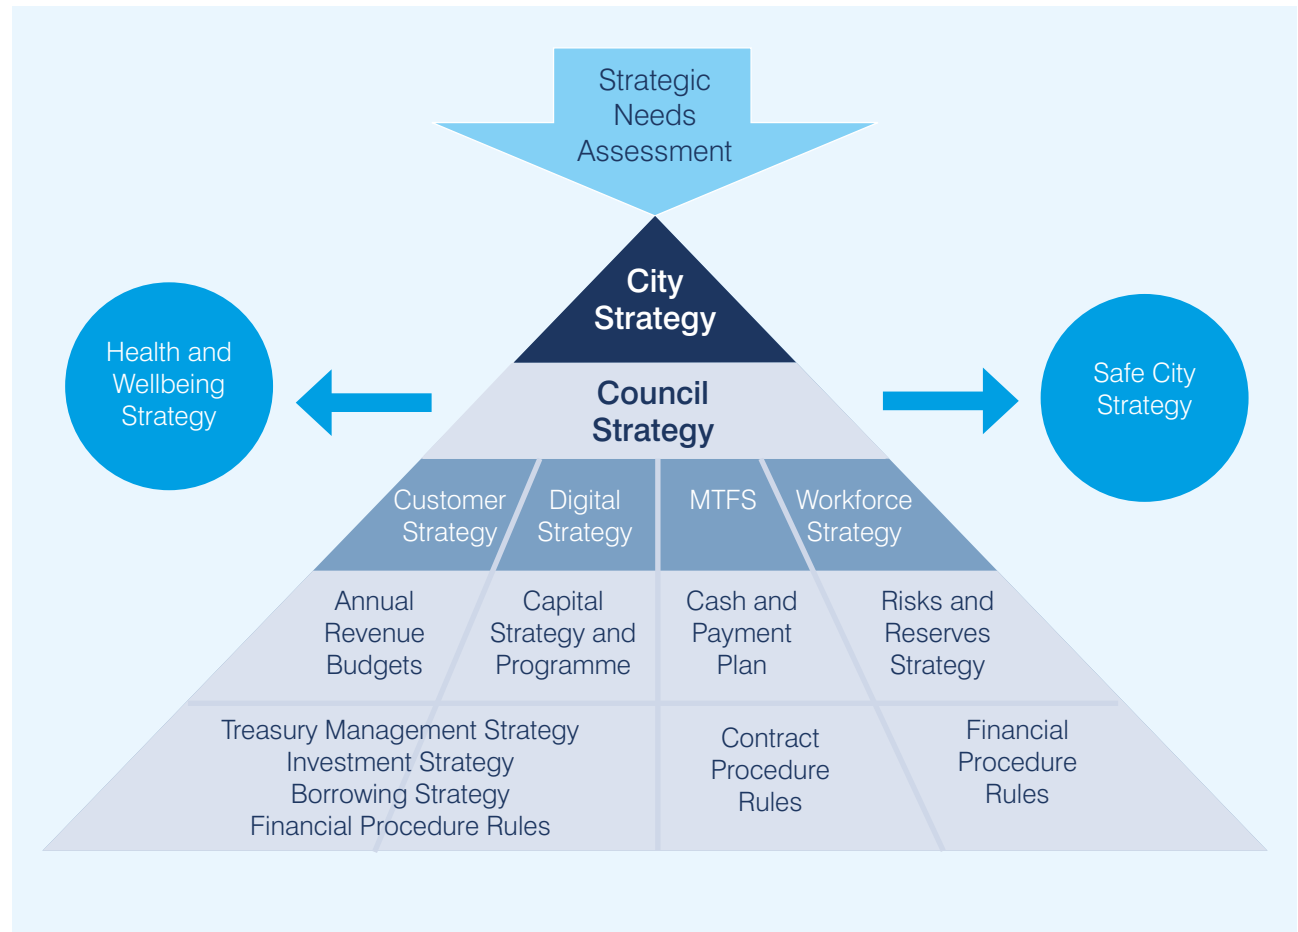 Strategic
Needs
Assessment
City
Strategy
Health and
Wellbeing
Strategy
Council
Strategy
Safe City
Strategy
Customer
Strategy
Digital
Strategy
MTFS
Workforce
Strategy
Annual
Revenue
Budgets
Capital
Strategy and
Programme
Cash and
Payment
Plan
Risks and
Reserves
Strategy
Treasury Management Strategy
Investment Strategy
Borrowing Strategy
Financial Procedure Rules
Contract
Procedure
Rules
Financial
Procedure
Rules